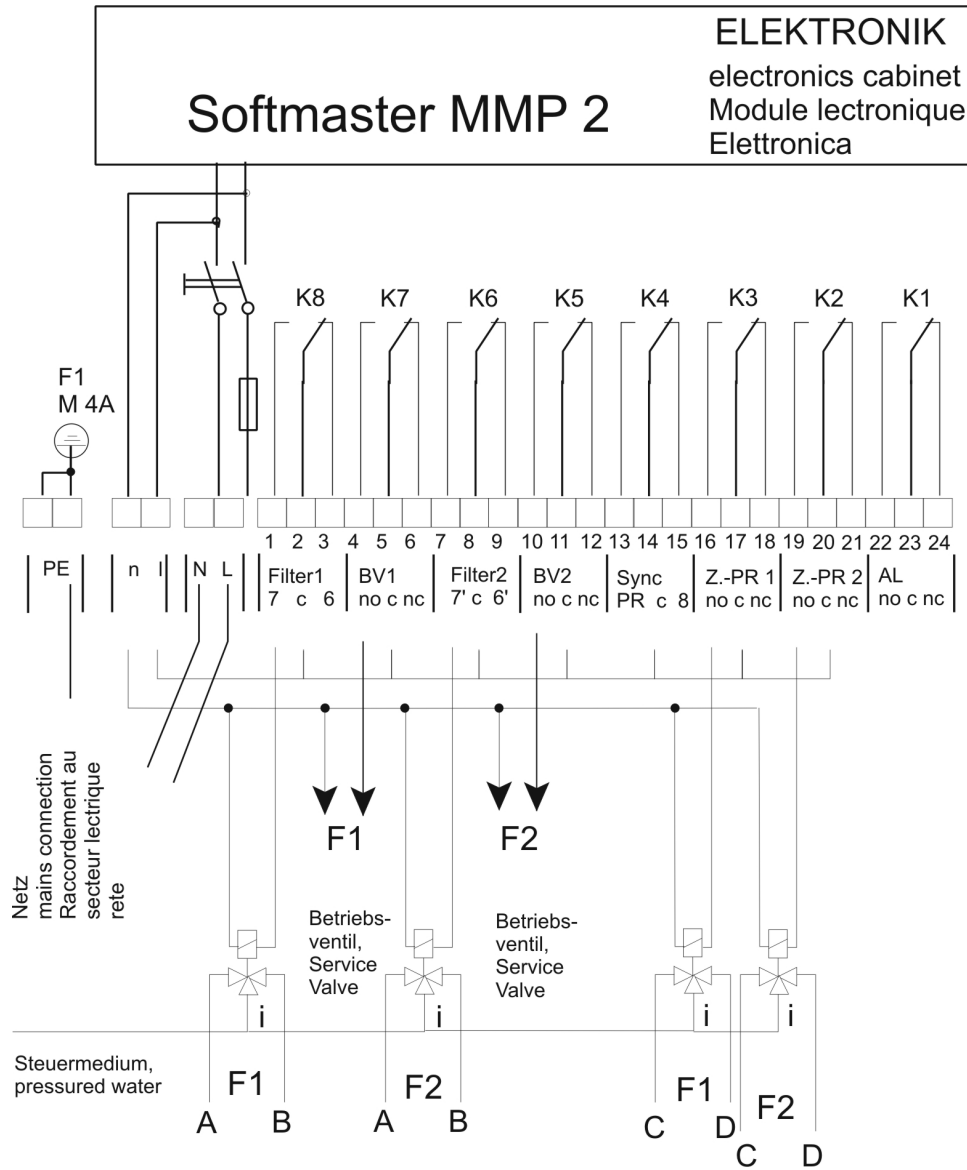 ELEKTRONIK
electronics cabinet
Module lectronique
Elettronica
Softmaster MMP 2
K8 K7 K6 K5 K4 K3 K2 K1
F1
M 4A
1 2 3 4 5 6 7 8 9 10 11 12 13 14 15 16 17 18 19 20 21 22 23 24
PE n l N L
Filter1
7 c 6
BV1
no c nc
Filter2
7' c 6'
BV2
no c nc
Sync
PR c 8
Z.-PR 1
no c nc
Z.-PR 2
no c nc
AL
no c nc
Netz
mains connection
Raccordement au
secteur lectrique
rete
F1 F2
Betriebs-
ventil,
Service
Valve
Betriebs-
ventil,
Service
Valve
i i i i
Steuermedium,
pressured water
F1 F2 F1 F2
A B A B C D C D